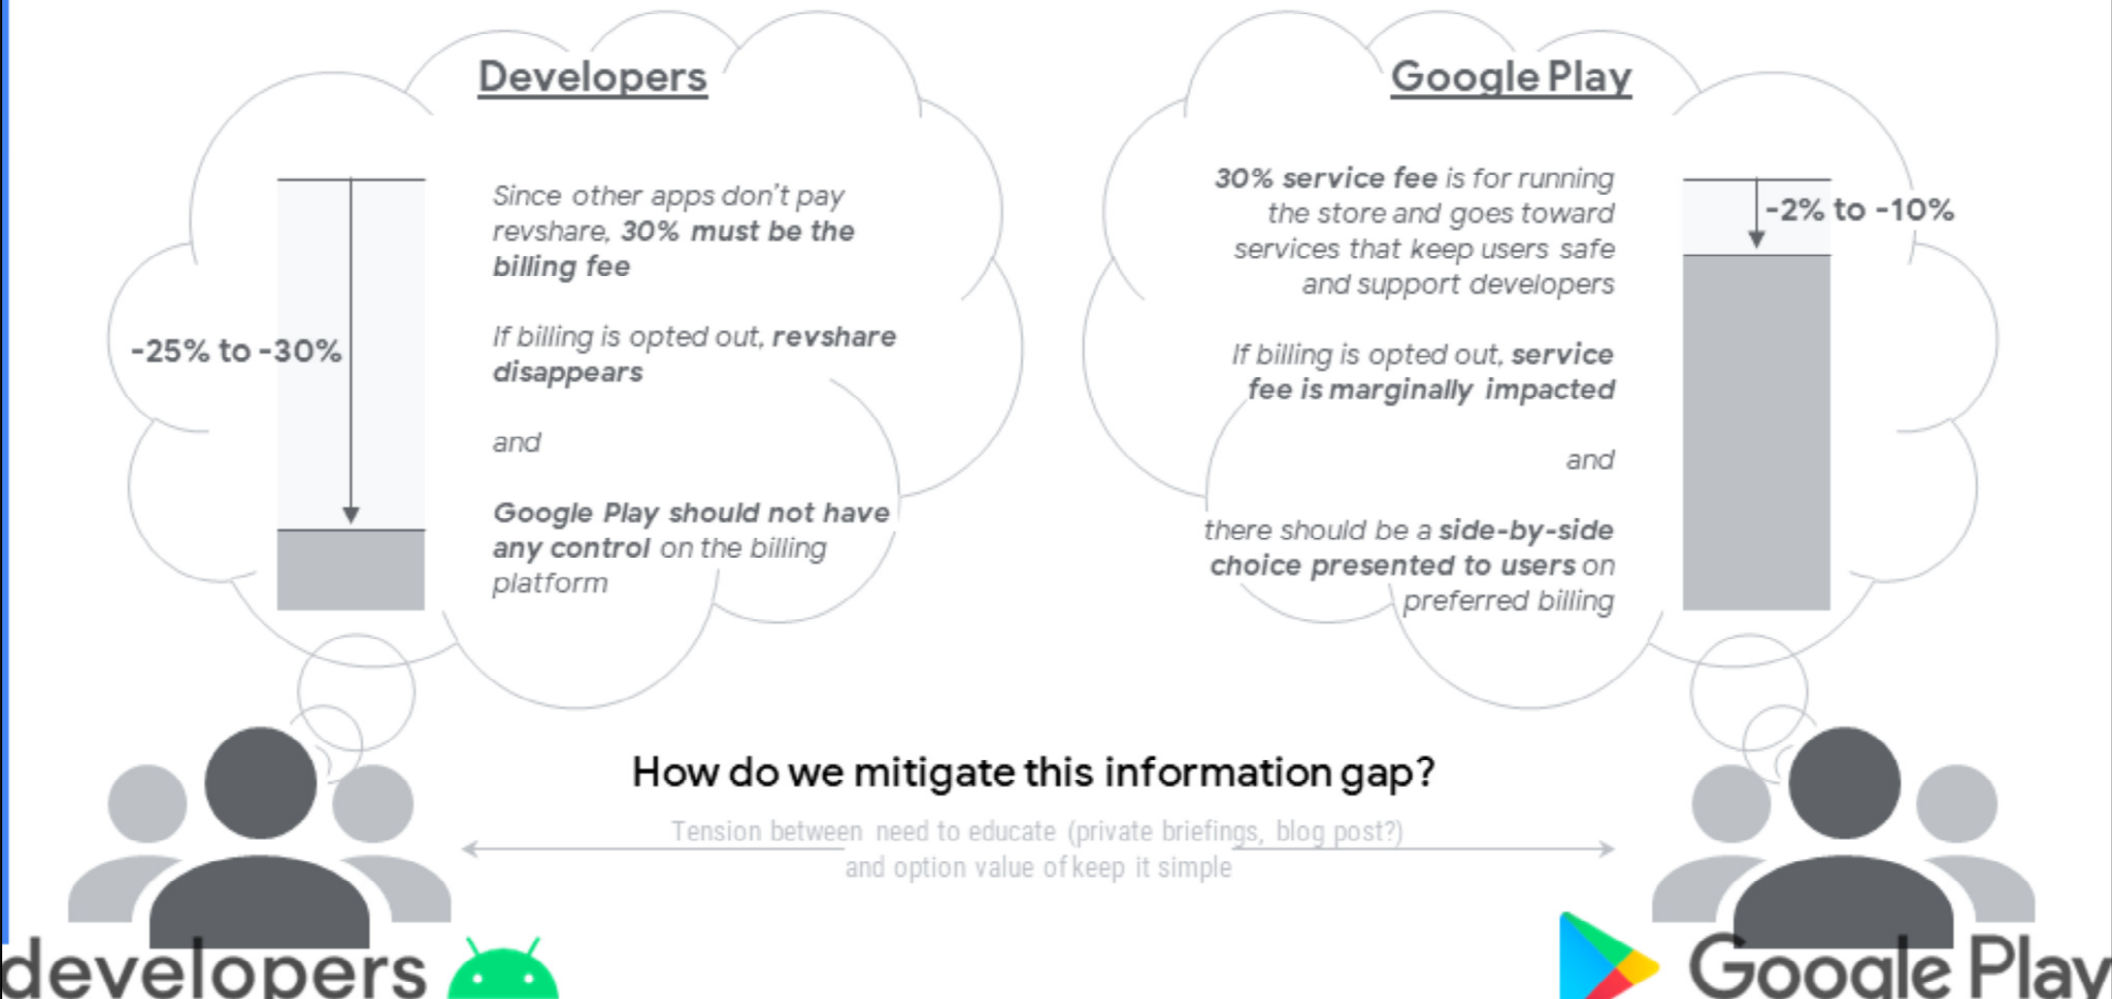 Developers
Since other apps don't pay
revshare, 30% must be the
billing fee
-25% to -30%
If billing is opted out, revshare
disappears
and
Google Play should not have
any control on the billing
platform
Google Play
30% service fee is for running
the store and goes toward
services that keep users safe
and support developers
-2% to -10%
If billing is opted out, service
fee is marginally impacted
and
there should be a side-by-side
choice presented to users on
preferred billing
How do we mitigate this information gap?
Tension between need to educate (private briefings, blog post?)
and option value of keep it simple
developers
Google Play